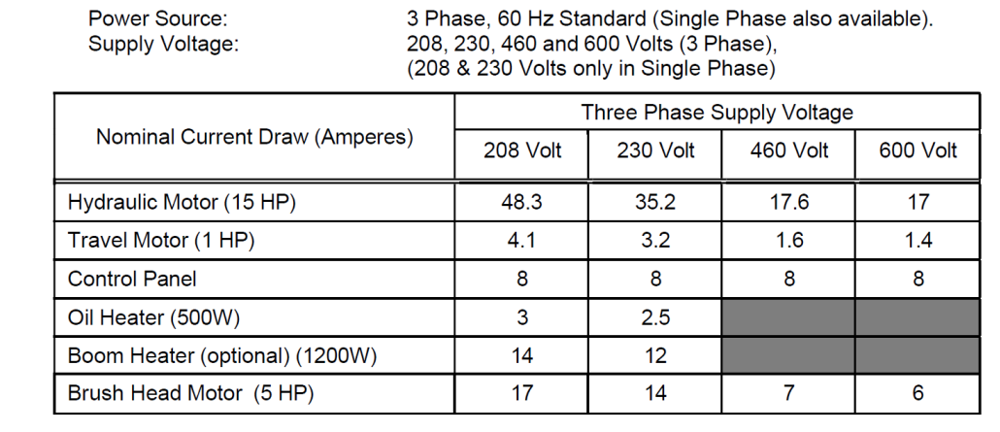 Power Source: 3 Phase, 60 Hz Standard (Single Phase also available).
Supply Voltage: 208, 230, 460 and 600 Volts (3 Phase),
(208 & 230 Volts only in Single Phase)
Nominal Current Draw (Amperes) Three Phase Supply Voltage
208 Volt 230 Volt 460 Volt 600 Volt
Hydraulic Motor (15 HP) 48.3 35.2 17.6 17
Travel Motor (1 HP) 4.1 3.2 1.6 1.4
Control Panel 8 8 8 8
Oil Heater (500W) 3 2.5
Boom Heater (optional) (1200W) 14 12
Brush Head Motor (5 HP) 17 14 7 6